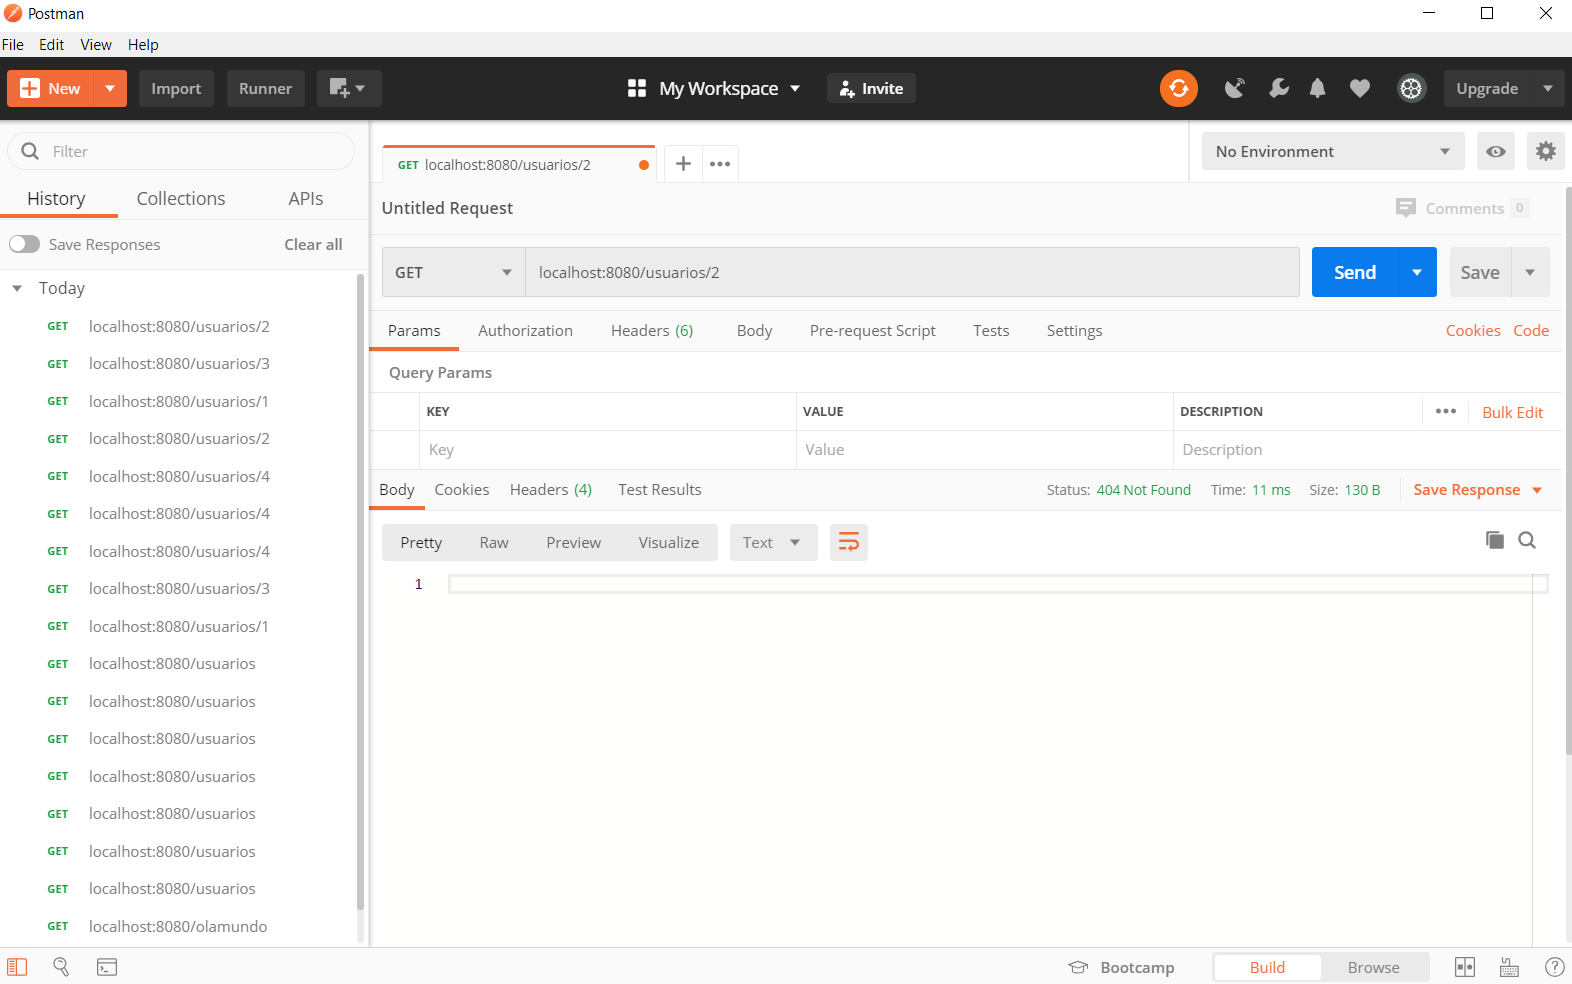 Postman
File Edit View Help
New Import Runner My Workspace Invite Upgrade
Filter
History Collections APIs
Save Responses Clear all
Today
GET localhost:8080/usuarios/2
GET localhost:8080/usuarios/3
GET localhost:8080/usuarios/1
GET localhost:8080/usuarios/2
GET localhost:8080/usuarios/4
GET localhost:8080/usuarios/4
GET localhost:8080/usuarios/4
GET localhost:8080/usuarios/3
GET localhost:8080/usuarios/1
GET localhost:8080/usuarios
GET localhost:8080/usuarios
GET localhost:8080/usuarios
GET localhost:8080/usuarios
GET localhost:8080/usuarios
GET localhost:8080/usuarios
GET localhost:8080/usuarios
GET localhost:8080/olamundo
GET localhost:8080/usuarios/2 + ••• No Environment
Untitled Request Comments 0
GET localhost:8080/usuarios/2 Send Save
Params Authorization Headers (6) Body Pre-request Script Tests Settings Cookies Code
Query Params
KEY VALUE DESCRIPTION ••• Bulk Edit
Key Value Description
Body Cookies Headers (4) Test Results Status: 404 Not Found Time: 11 ms Size: 130 B Save Response
Pretty Raw Preview Visualize Text
1
Bootcamp Build Browse ?